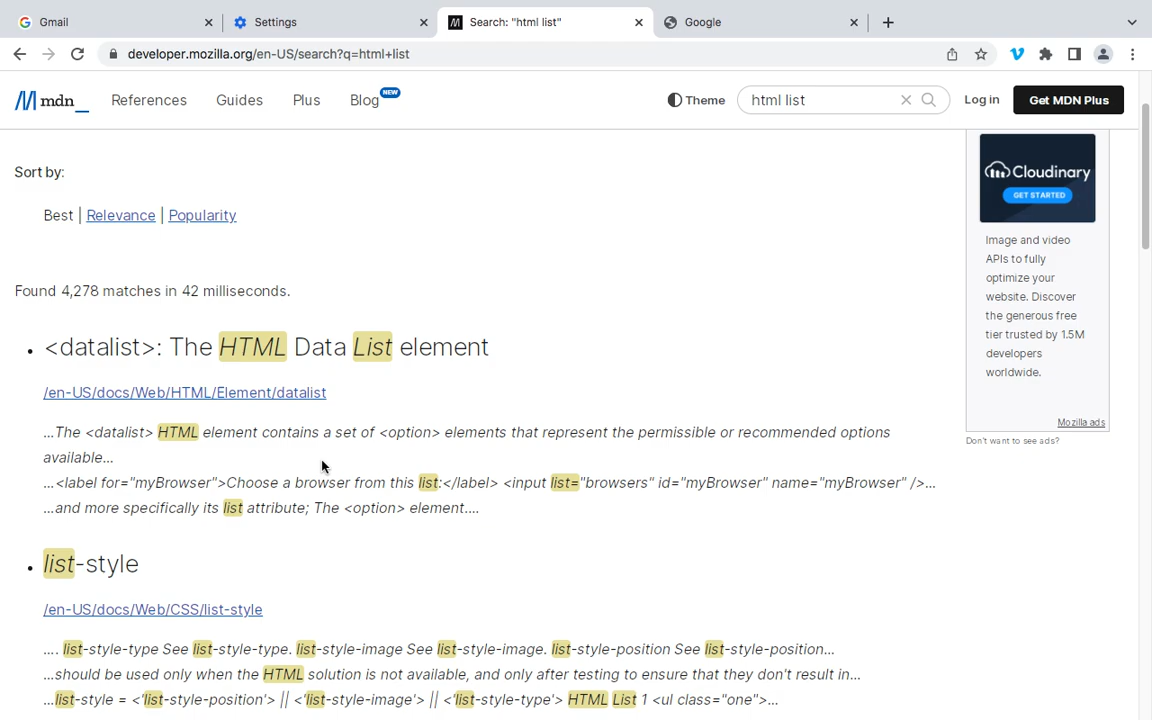 Gmail
Settings
Search: "html list"
Google
developer.mozilla.org/en-US/search?q=html+list
mdn_ References Guides Plus Blog NEW
Theme
html list
Log in
Get MDN Plus
Sort by:
Best | Relevance | Popularity
Found 4,278 matches in 42 milliseconds.
<datalist>: The HTML Data List element
/en-US/docs/Web/HTML/Element/datalist
...The <datalist> HTML element contains a set of <option> elements that represent the permissible or recommended options
available...
...<label for="myBrowser">Choose a browser from this list:</label> <input list="browsers" id="myBrowser" name="myBrowser" />...
...and more specifically its list attribute; The <option> element....
list-style
/en-US/docs/Web/CSS/list-style
.... list-style-type See list-style-type. list-style-image See list-style-image. list-style-position See list-style-position...
...should be used only when the HTML solution is not available, and only after testing to ensure that they don't result in...
...list-style = <'list-style-position'> || <'list-style-image'> || <'list-style-type'> HTML List 1 <ul class="one">...
Cloudinary
GET STARTED
Image and video
APIs to fully
optimize your
website. Discover
the generous free
tier trusted by 1.5M
developers
worldwide.
Mozilla ads
Don't want to see ads?